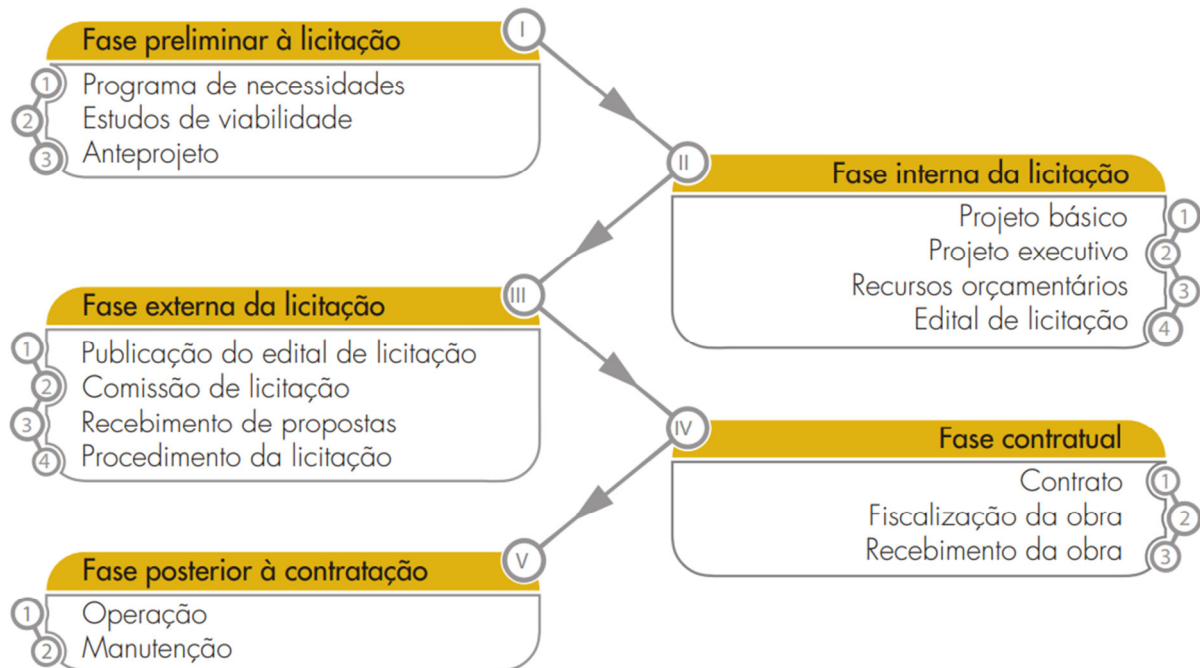 I
Fase preliminar à licitação
1 Programa de necessidades
2 Estudos de viabilidade
3 Anteprojeto
II
Fase interna da licitação
Projeto básico 1
Projeto executivo 2
Recursos orçamentários 3
Edital de licitação 4
III
Fase externa da licitação
1 Publicação do edital de licitação
2 Comissão de licitação
3 Recebimento de propostas
4 Procedimento da licitação
IV
Fase contratual
Contrato 1
Fiscalização da obra 2
Recebimento da obra 3
V
Fase posterior à contratação
1 Operação
2 Manutenção